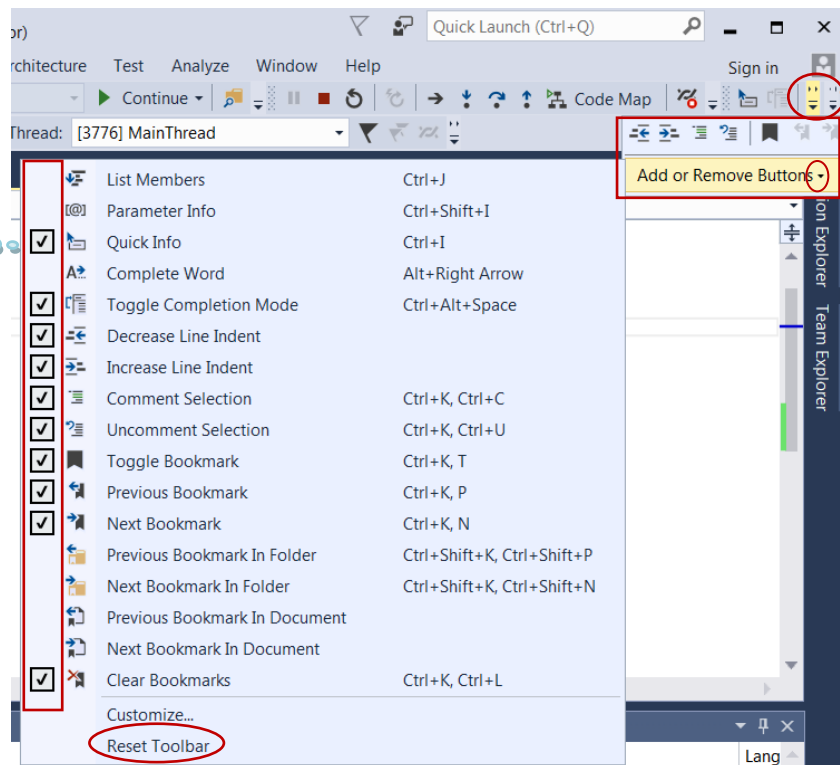 or)
Quick Launch (Ctrl+Q)
rchitecture Test Analyze Window Help Sign in
Continue Code Map
Thread: [3776] MainThread
Add or Remove Buttons
List Members Ctrl+J
[@] Parameter Info Ctrl+Shift+I
Quick Info Ctrl+I
A Complete Word Alt+Right Arrow
Toggle Completion Mode Ctrl+Alt+Space
Decrease Line Indent
Increase Line Indent
Comment Selection Ctrl+K, Ctrl+C
Uncomment Selection Ctrl+K, Ctrl+U
Toggle Bookmark Ctrl+K, T
Previous Bookmark Ctrl+K, P
Next Bookmark Ctrl+K, N
Previous Bookmark In Folder Ctrl+Shift+K, Ctrl+Shift+P
Next Bookmark In Folder Ctrl+Shift+K, Ctrl+Shift+N
Previous Bookmark In Document
Next Bookmark In Document
Clear Bookmarks Ctrl+K, Ctrl+L
Customize...
Reset Toolbar
ion Explorer
Team Explorer
Lang